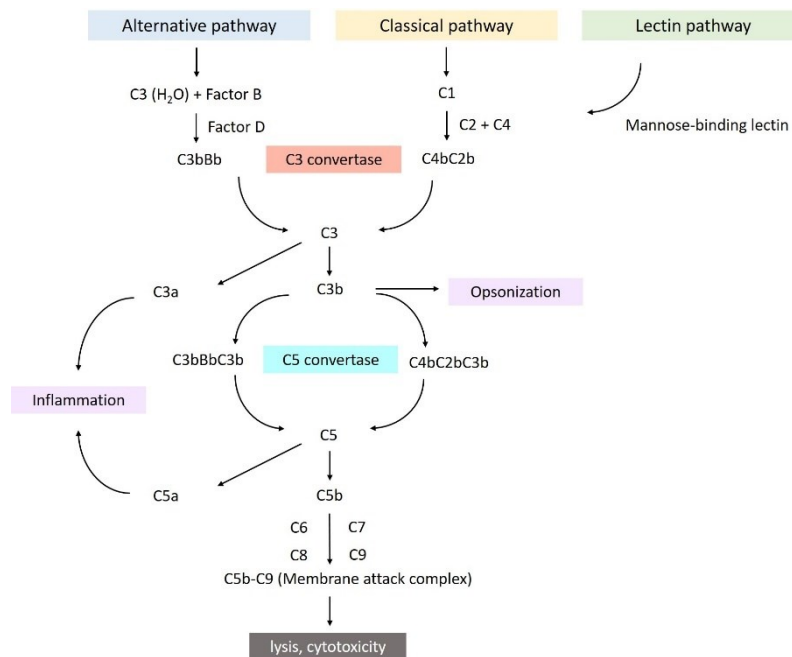 Alternative pathway
Classical pathway
Lectin pathway
C3 (H₂O) + Factor B
C1
Factor D
C2 + C4
Mannose-binding lectin
C3bBb
C3 convertase
C4bC2b
C3
C3a
C3b
Opsonization
C3bBbC3b
C5 convertase
C4bC2bC3b
Inflammation
C5
C5a
C5b
C6
C7
C8
C9
C5b-C9 (Membrane attack complex)
lysis, cytotoxicity